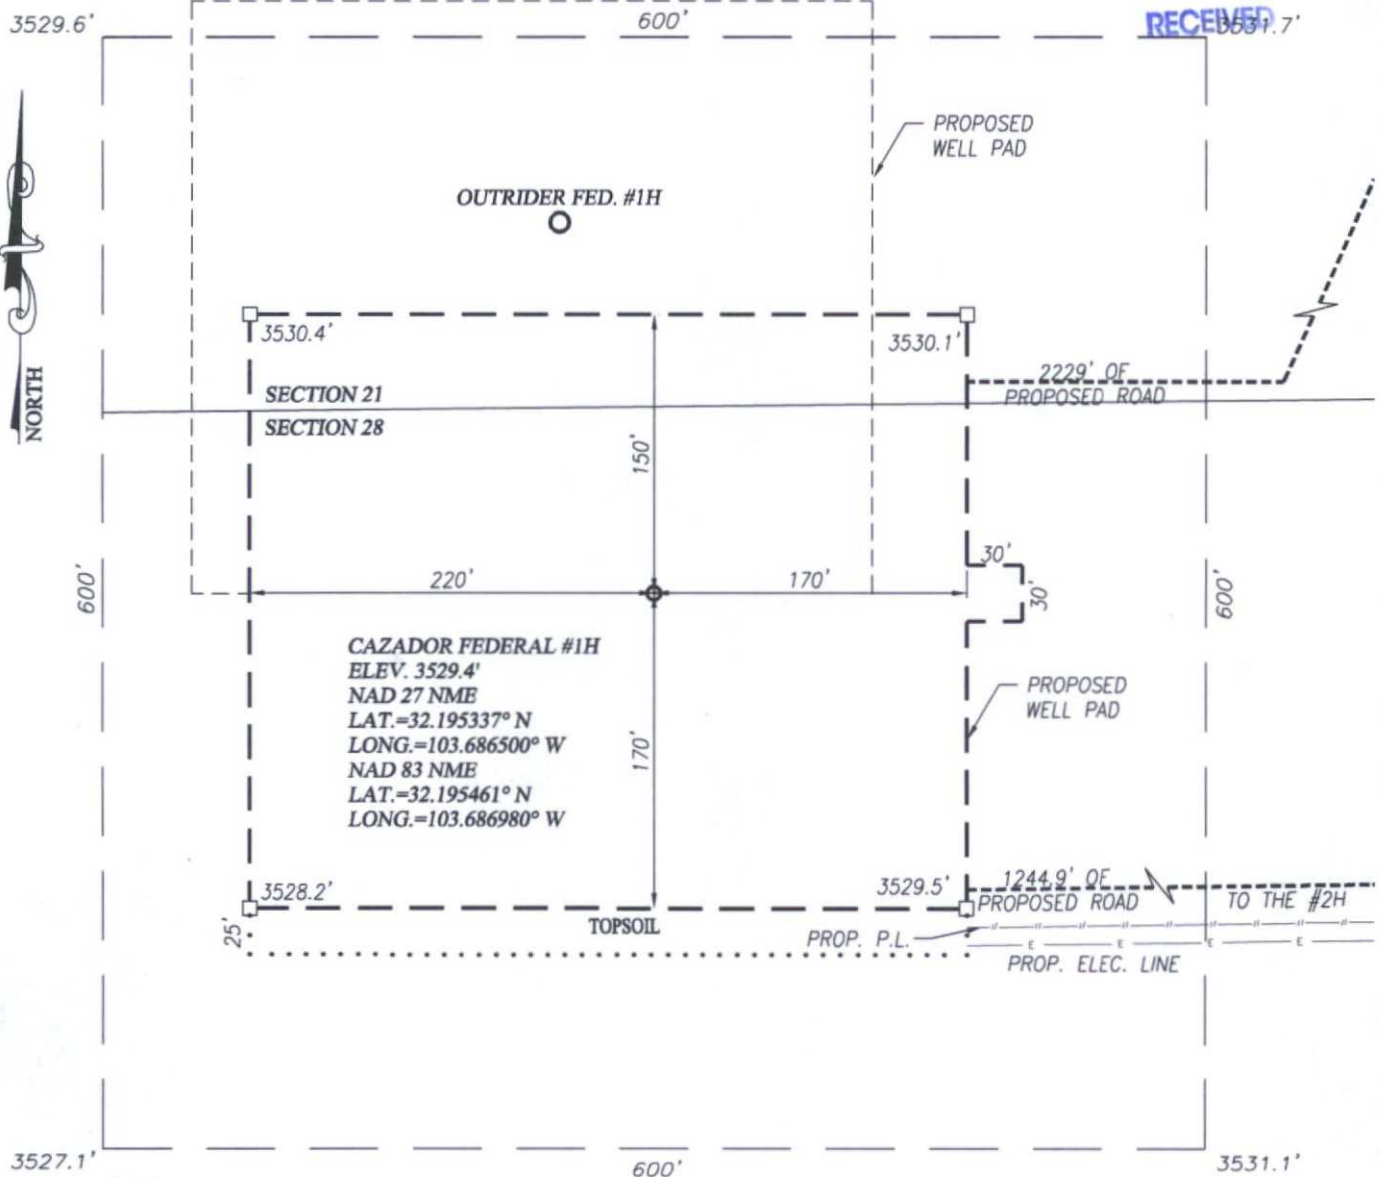 3529.6'
600'
RECEIVED
3531.7'
PROPOSED
WELL PAD
OUTRIDER FED. #1H
NORTH
3530.4'
3530.1'
2229' OF
PROPOSED ROAD
SECTION 21
SECTION 28
150'
600'
220'
170'
30'
30'
600'
CAZADOR FEDERAL #1H
ELEV. 3529.4'
NAD 27 NME
LAT.=32.195337° N
LONG.=103.686500° W
NAD 83 NME
LAT.=32.195461° N
LONG.=103.686980° W
170'
PROPOSED
WELL PAD
3528.2'
3529.5'
1244.9' OF
PROPOSED ROAD
TO THE #2H
25'
TOPSOIL
PROP. P.L.
E E E E
PROP. ELEC. LINE
3527.1'
600'
3531.1'